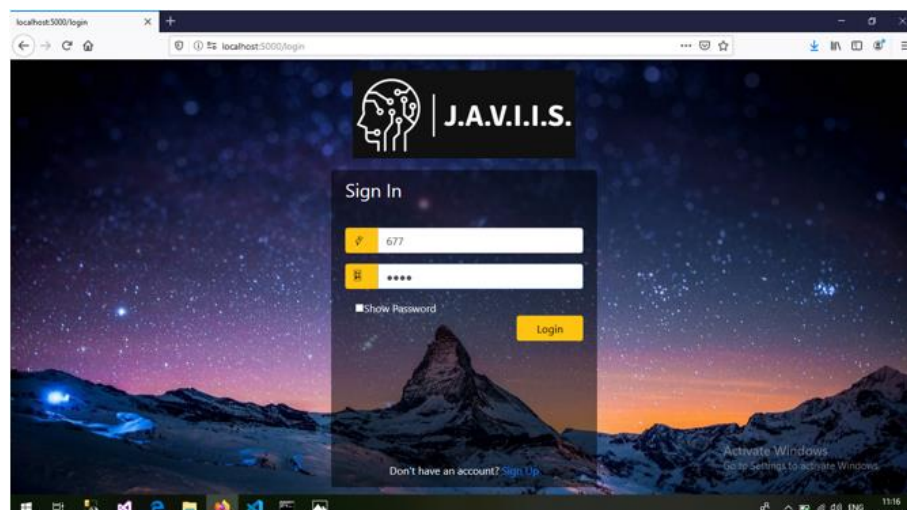 localhost:5000/login
localhost:5000/login
J.A.V.I.I.S.
Sign In
677
Show Password
Login
Don't have an account? Sign Up
Activate Windows
Go to Settings to activate Windows.
ENG
11:16